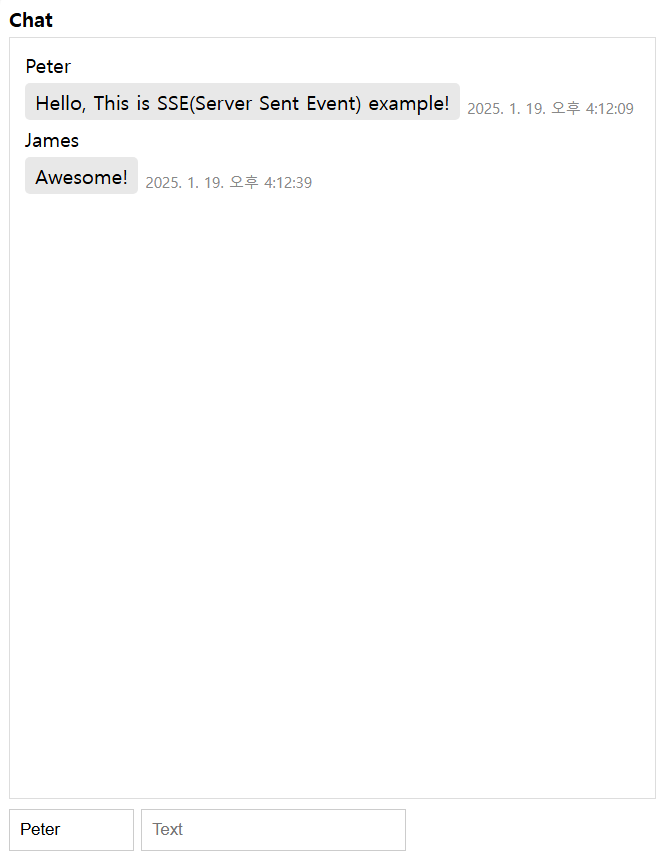 Chat
Peter
Hello, This is SSE(Server Sent Event) example! 2025. 1. 19. 오후 4:12:09
James
Awesome! 2025. 1. 19. 오후 4:12:39
Peter Text